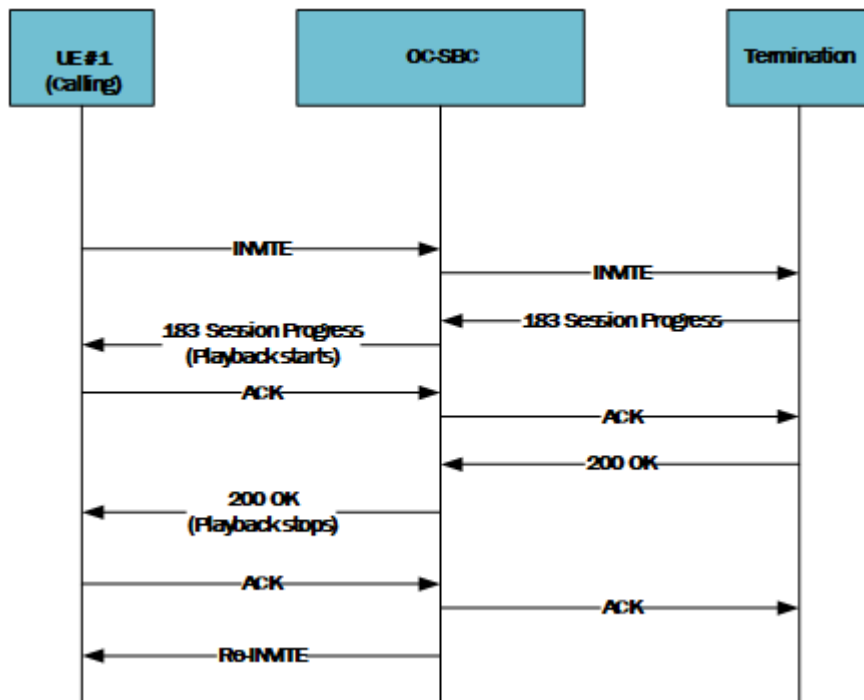 UE#1
(Calling)
OC-SBC
Termination
INVITE
INVITE
183 Session Progress
183 Session Progress
(Playback starts)
ACK
ACK
200 OK
200 OK
(Playback stops)
ACK
ACK
Re-INVITE